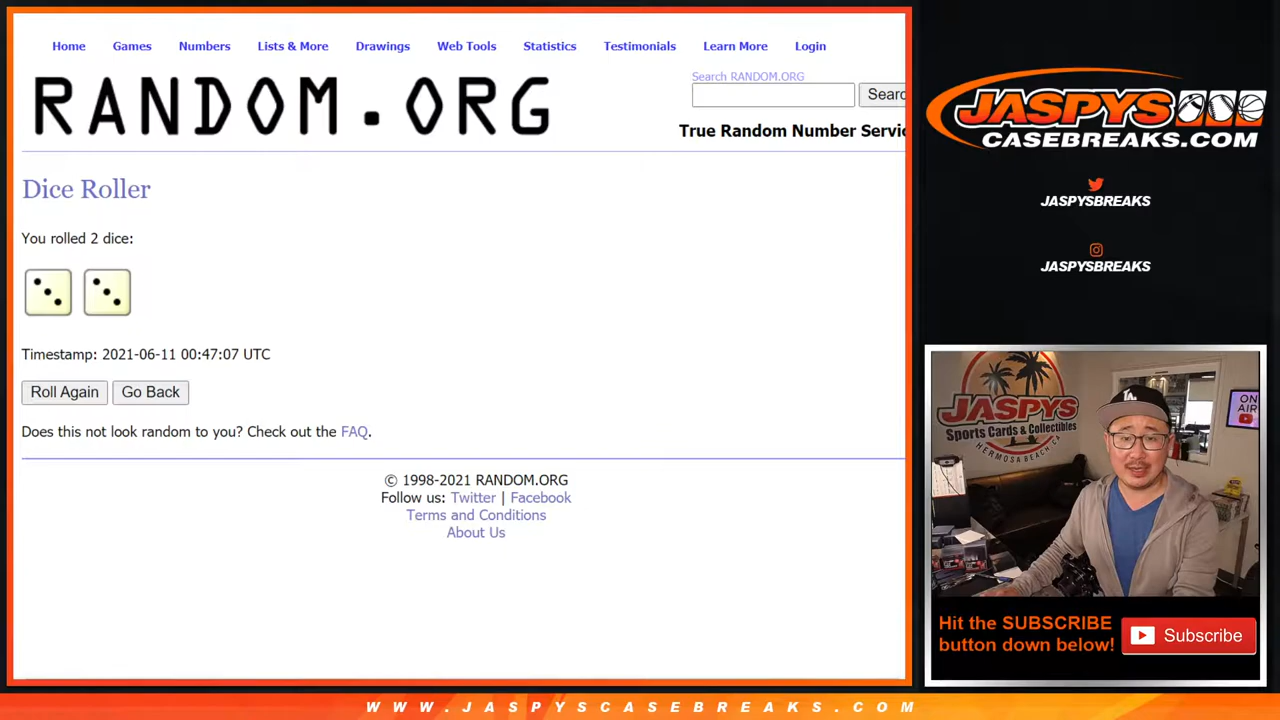 Home Games Numbers Lists & More Drawings Web Tools Statistics Testimonials Learn More Login
RANDOM.ORG
Search RANDOM.ORG
Searc
True Random Number Servic
Dice Roller
You rolled 2 dice:
Timestamp: 2021-06-11 00:47:07 UTC
Roll Again Go Back
Does this not look random to you? Check out the FAQ.
© 1998-2021 RANDOM.ORG
Follow us: Twitter | Facebook
Terms and Conditions
About Us
JASPYS
CASEBREAKS.COM
JASPYSBREAKS
JASPYSBREAKS
JASPYS
Sports Cards & Collectibles
HERMOSA BEACH, CA
ON
AIR
LA
Hit the SUBSCRIBE
button down below!
Subscribe
WWW.JASPYSCASEBREAKS.COM